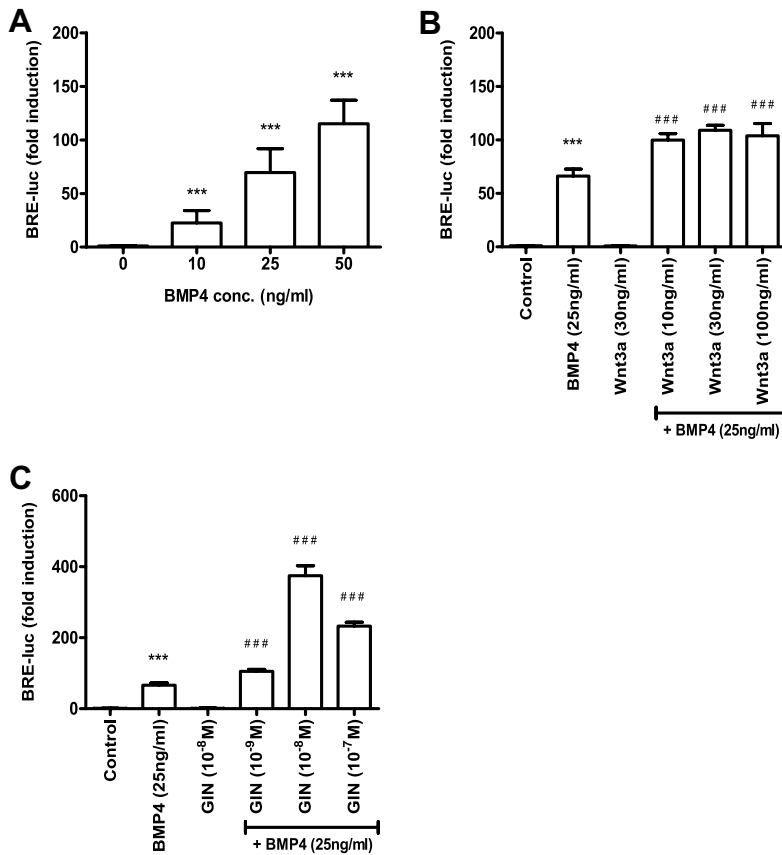 A
BRE-luc (fold induction)
200
150
100
50
0
***
***
***
0 10 25 50
BMP4 conc. (ng/ml)
B
BRE-luc (fold induction)
200
150
100
50
0
***
###
###
###
Control
BMP4 (25ng/ml)
Wnt3a (30ng/ml)
Wnt3a (10ng/ml)
Wnt3a (30ng/ml)
Wnt3a (100ng/ml)
+ BMP4 (25ng/ml)
C
BRE-luc (fold induction)
600
400
200
0
***
###
###
###
Control
BMP4 (25ng/ml)
GIN (10⁻⁸M)
GIN (10⁻⁹M)
GIN (10⁻⁸M)
GIN (10⁻⁷M)
+ BMP4 (25ng/ml)